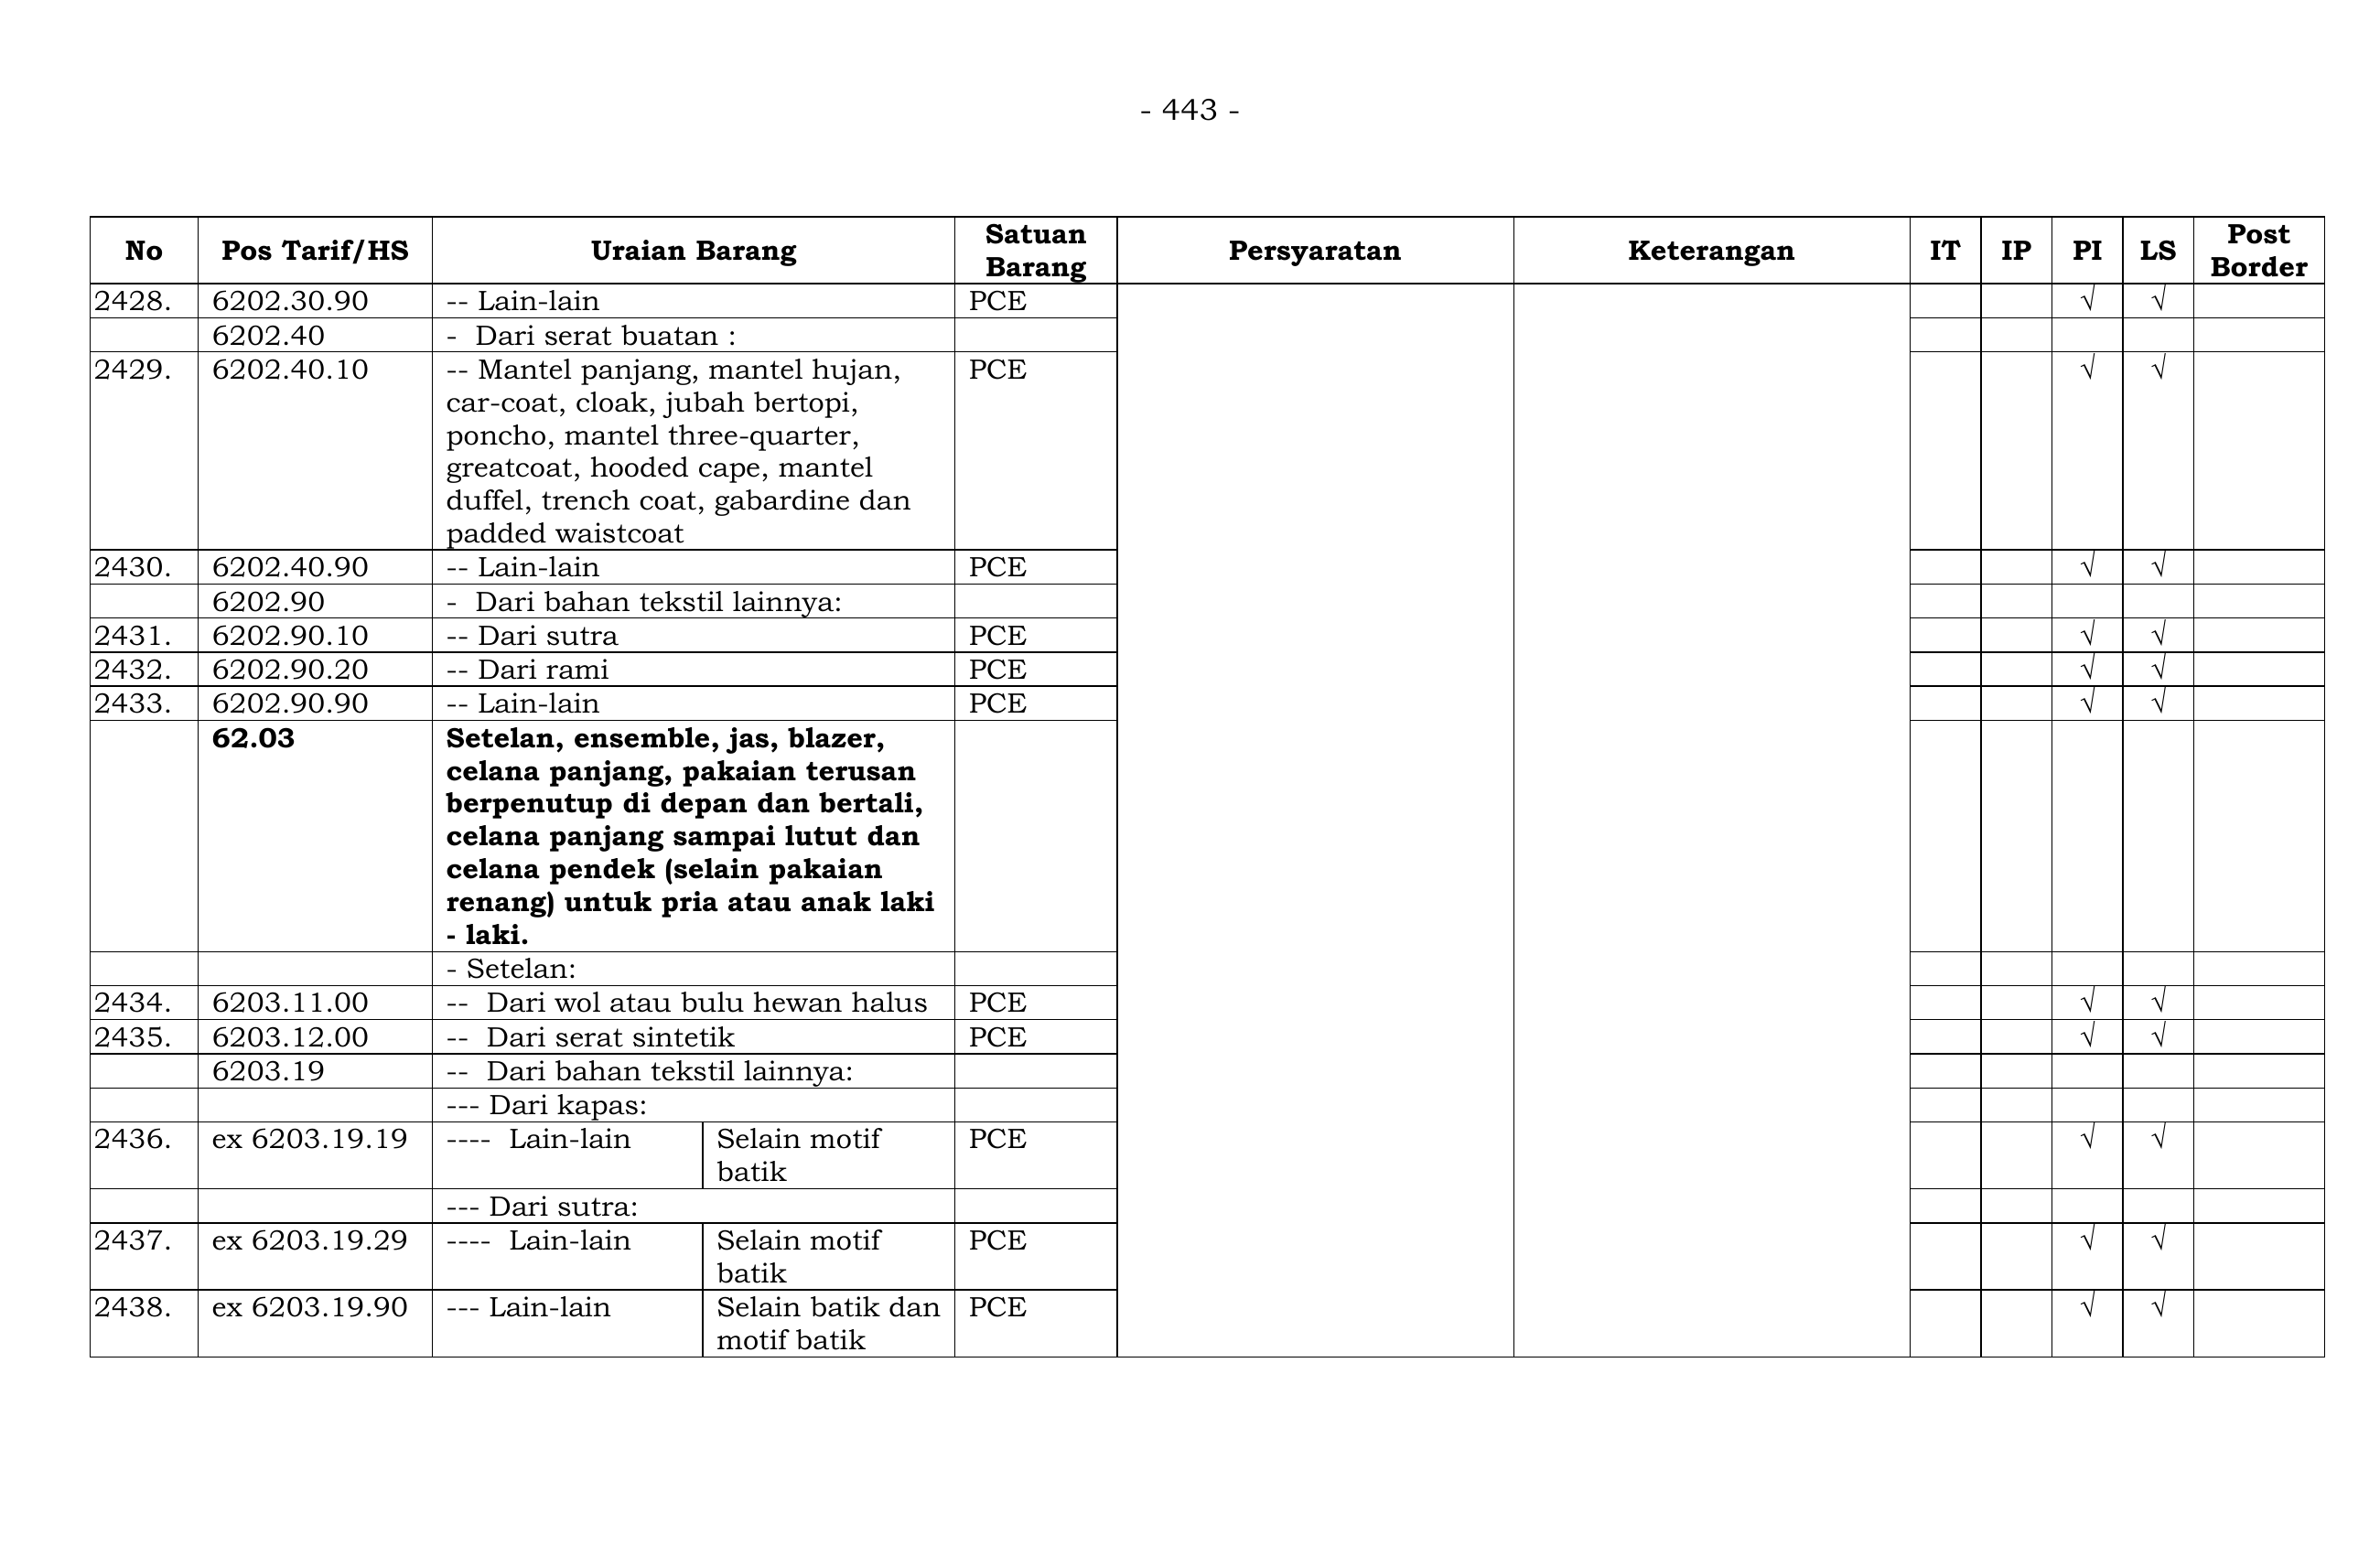 - 443 -
No Pos Tarif/HS Uraian Barang Satuan Barang Persyaratan Keterangan IT IP PI LS Post Border
2428. 6202.30.90 -- Lain-lain PCE √ √
6202.40 - Dari serat buatan :
2429. 6202.40.10 -- Mantel panjang, mantel hujan, PCE √ √
car-coat, cloak, jubah bertopi,
poncho, mantel three-quarter,
greatcoat, hooded cape, mantel
duffel, trench coat, gabardine dan
padded waistcoat
2430. 6202.40.90 -- Lain-lain PCE √ √
6202.90 - Dari bahan tekstil lainnya:
2431. 6202.90.10 -- Dari sutra PCE √ √
2432. 6202.90.20 -- Dari rami PCE √ √
2433. 6202.90.90 -- Lain-lain PCE √ √
62.03 Setelan, ensemble, jas, blazer,
celana panjang, pakaian terusan
berpenutup di depan dan bertali,
celana panjang sampai lutut dan
celana pendek (selain pakaian
renang) untuk pria atau anak laki
- laki.
- Setelan:
2434. 6203.11.00 -- Dari wol atau bulu hewan halus PCE √ √
2435. 6203.12.00 -- Dari serat sintetik PCE √ √
6203.19 -- Dari bahan tekstil lainnya:
--- Dari kapas:
2436. ex 6203.19.19 ---- Lain-lain Selain motif PCE √ √
batik
--- Dari sutra:
2437. ex 6203.19.29 ---- Lain-lain Selain motif PCE √ √
batik
2438. ex 6203.19.90 --- Lain-lain Selain batik dan PCE √ √
motif batik